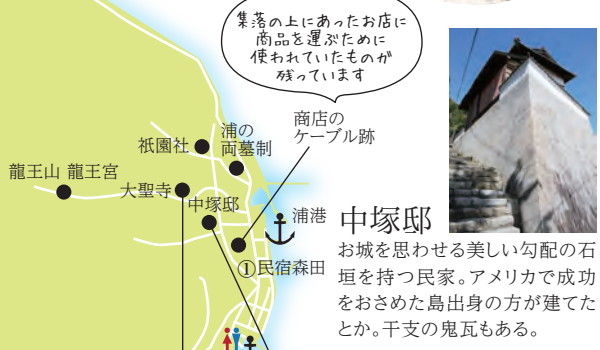 集落の上にあったお店に
商品を運ぶために
使われていたものが
残っています
商店の
ケーブル跡
浦の
両墓制
祇園社
龍王山 龍王宮
大聖寺
中塚邸
浦港
①民宿森田
中塚邸
お城を思わせる美しい勾配の石
垣を持つ民家。アメリカで成功
をおさめた島出身の方が建てた
とか。干支の鬼瓦もある。